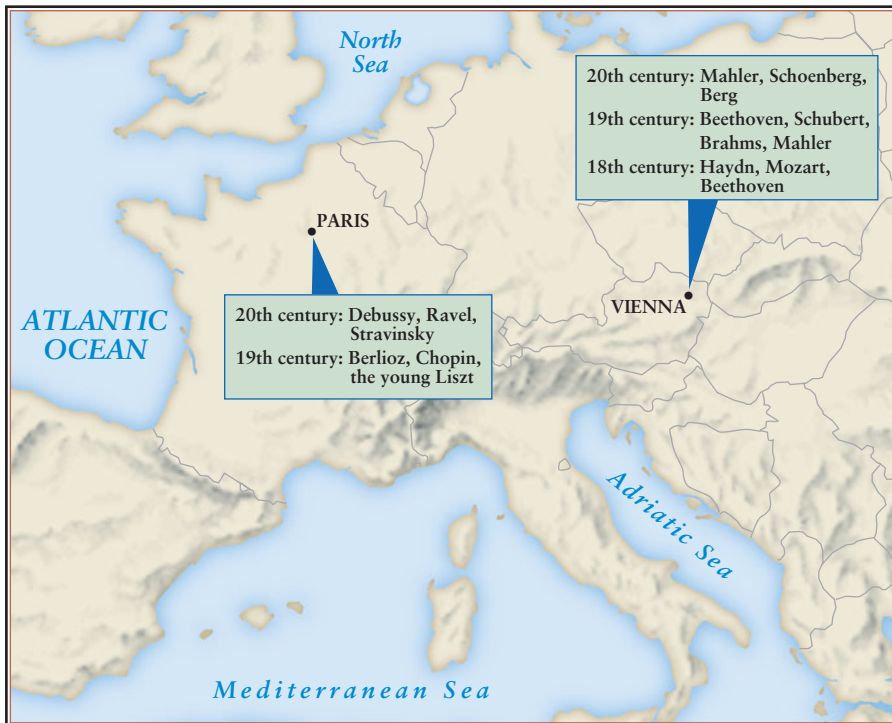 North
Sea
20th century: Mahler, Schoenberg,
Berg
19th century: Beethoven, Schubert,
Brahms, Mahler
18th century: Haydn, Mozart,
Beethoven
PARIS
VIENNA
20th century: Debussy, Ravel,
Stravinsky
19th century: Berlioz, Chopin,
the young Liszt
ATLANTIC
OCEAN
Adriatic Sea
Mediterranean Sea